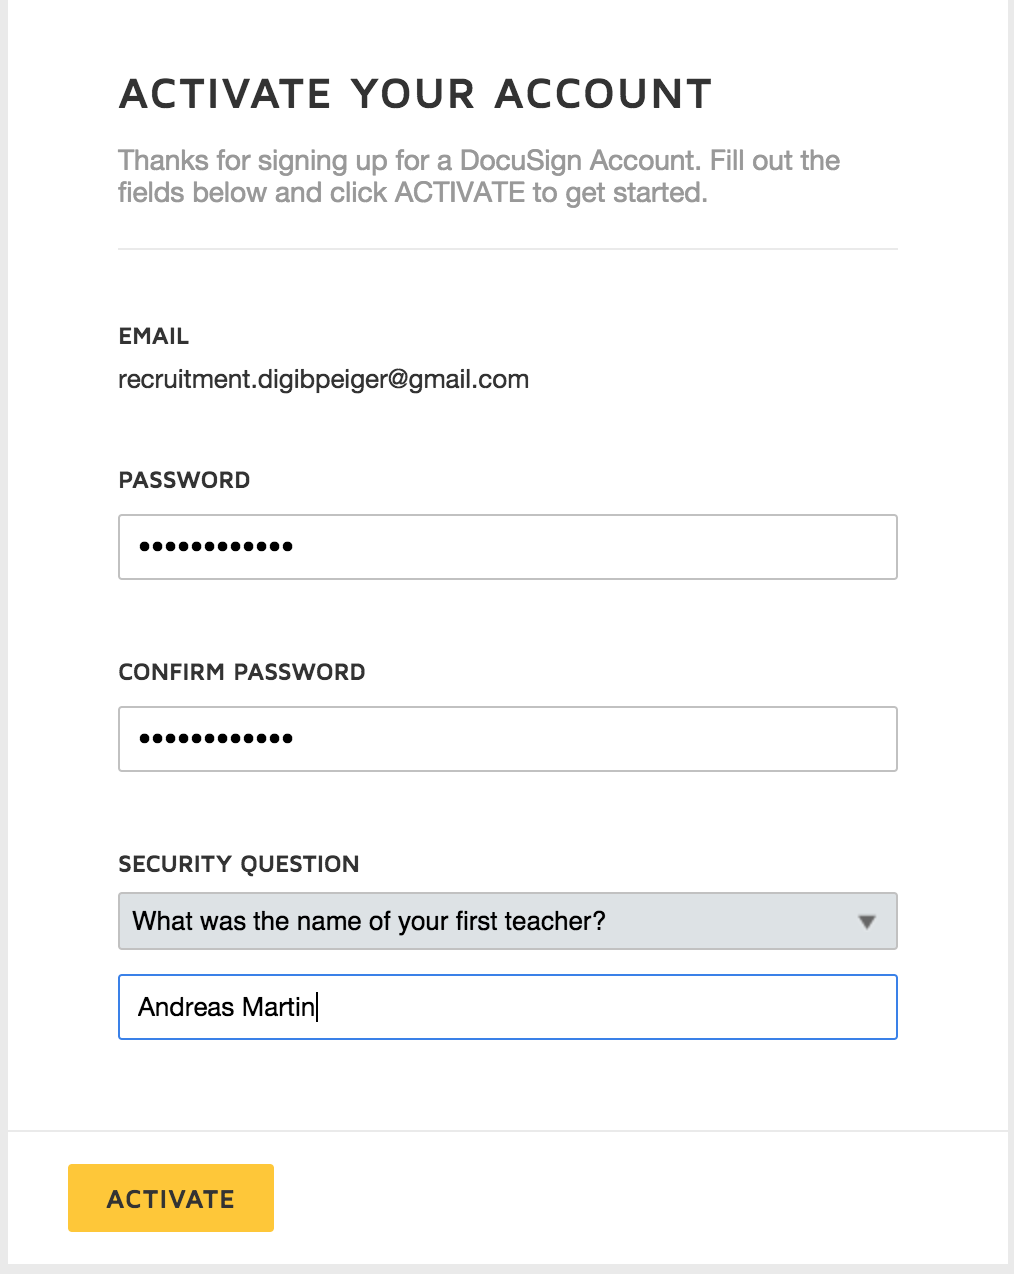 ACTIVATE YOUR ACCOUNT
Thanks for signing up for a DocuSign Account. Fill out the
fields below and click ACTIVATE to get started.
EMAIL
recruitment.digibpeiger@gmail.com
PASSWORD
••••••••••••
CONFIRM PASSWORD
••••••••••••
SECURITY QUESTION
What was the name of your first teacher?
Andreas Martin
ACTIVATE